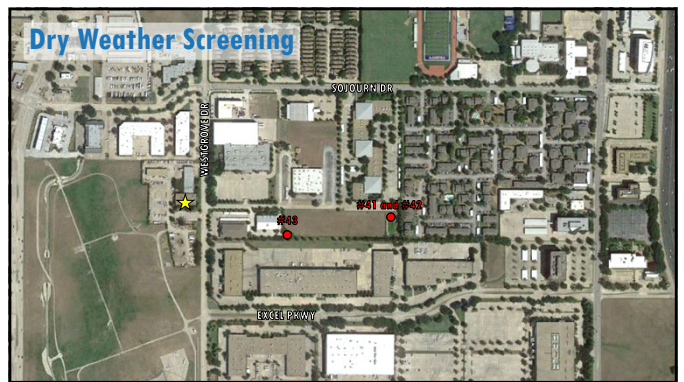 Dry Weather Screening
SOJOURN DR
WESTGROVE DR
#41 and #42
#43
EXCEL PKWY